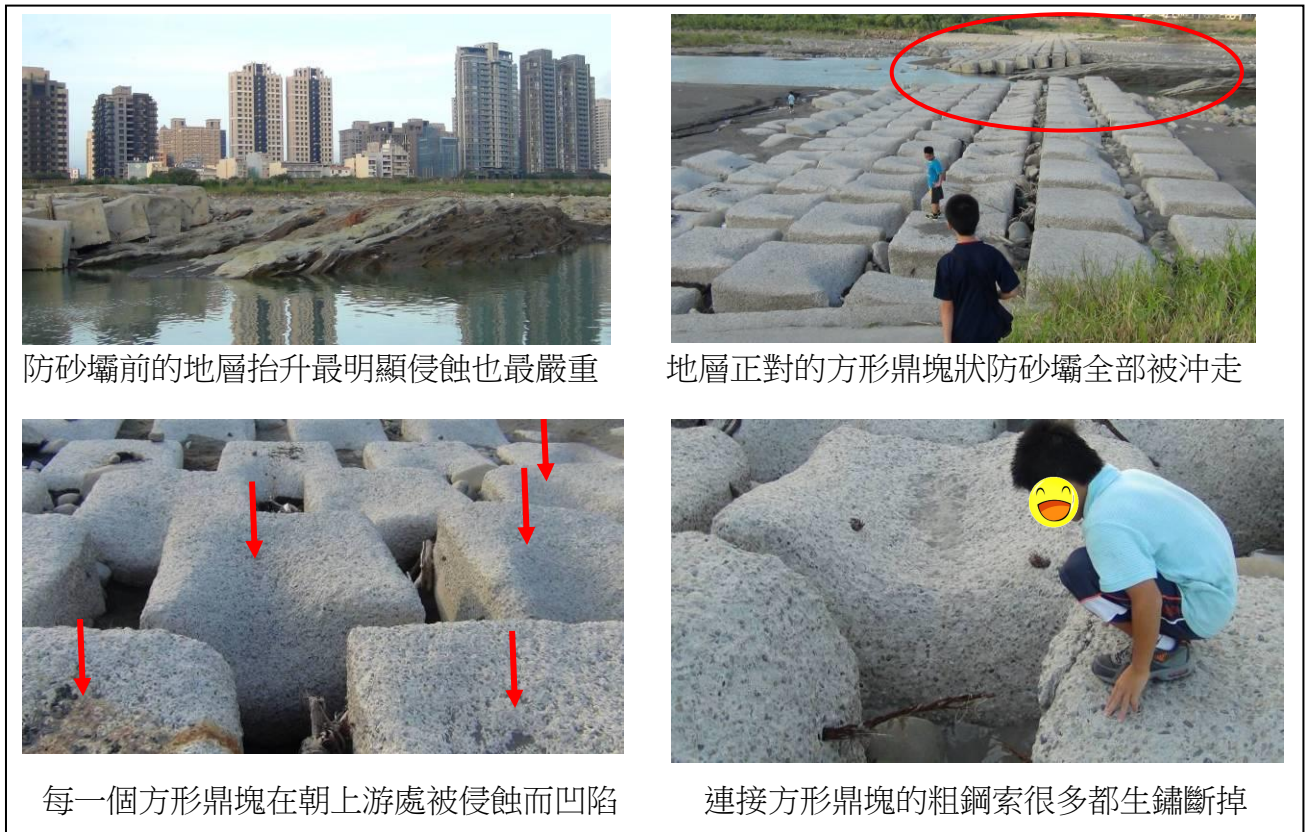 防砂壩前的地層抬升最明顯侵蝕也最嚴重
地層正對的方形鼎塊狀防砂壩全部被沖走
每一個方形鼎塊在朝上游處被侵蝕而凹陷
連接方形鼎塊的粗鋼索很多都生鏽斷掉